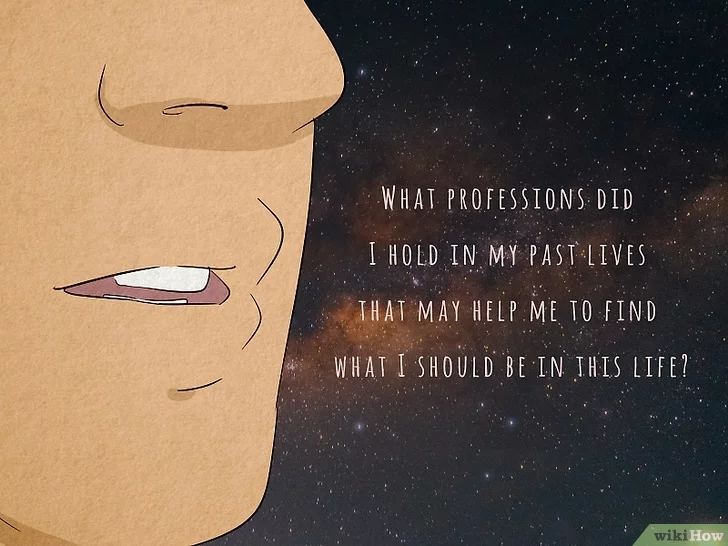 What professions did
I hold in my past lives
that may help me to find
what I should be in this life?
wikiHow